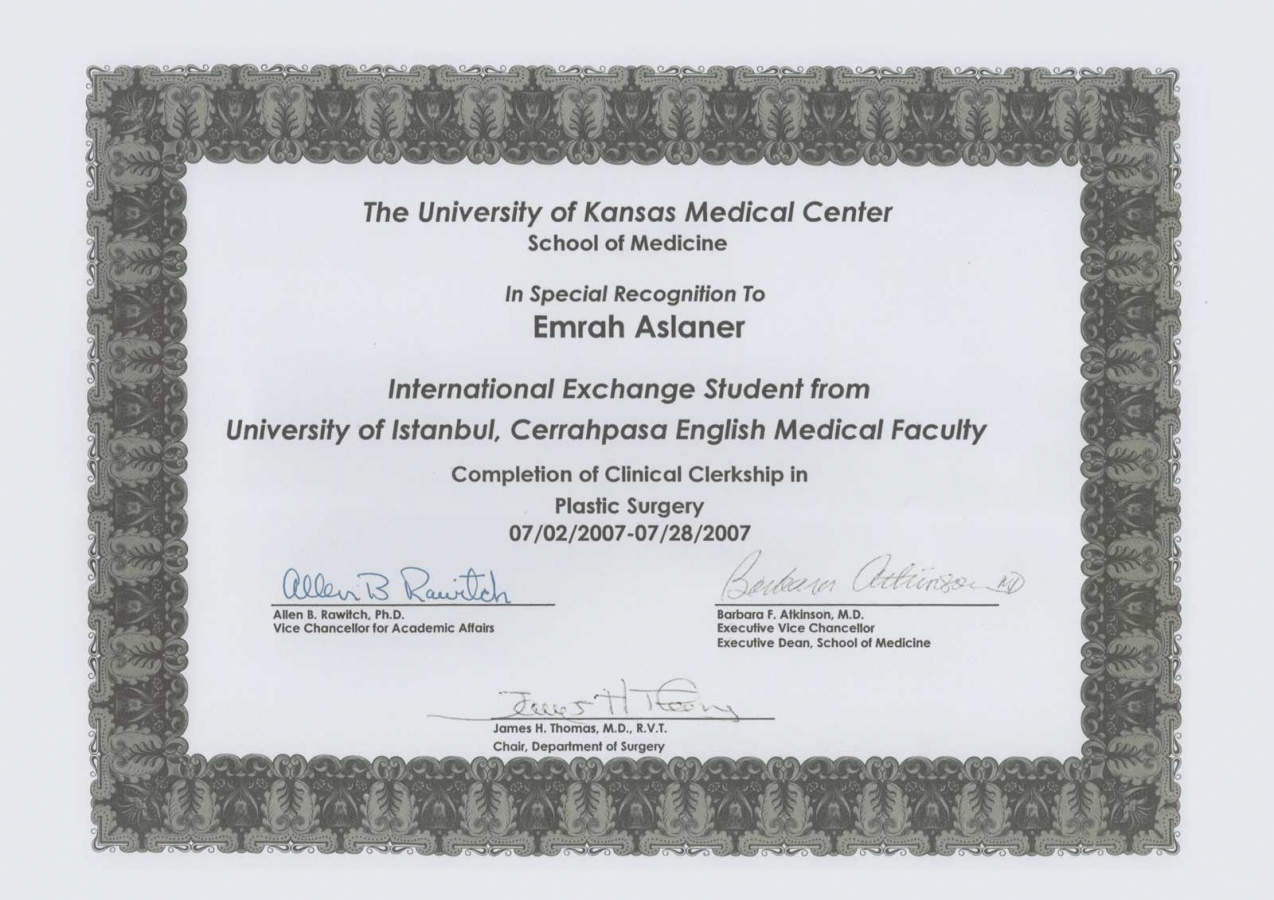 The University of Kansas Medical Center
School of Medicine
In Special Recognition To
Emrah Aslaner
International Exchange Student from
University of Istanbul, Cerrahpasa English Medical Faculty
Completion of Clinical Clerkship in
Plastic Surgery
07/02/2007-07/28/2007
Allen B Rawitch
Allen B. Rawitch, Ph.D.
Vice Chancellor for Academic Affairs
Barbara Atkinson MD
Barbara F. Atkinson, M.D.
Executive Vice Chancellor
Executive Dean, School of Medicine
James H Thomas
James H. Thomas, M.D., R.V.T.
Chair, Department of Surgery